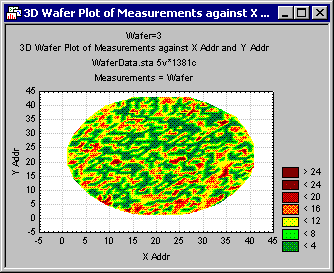 3D Wafer Plot of Measurements against X ...
Wafer=3
3D Wafer Plot of Measurements against X Addr and Y Addr
WaferData.sta 5v*1381c
Measurements = Wafer
45
40
35
30
25
20
15
10
5
0
-5
Y Addr
-5 0 5 10 15 20 25 30 35 40 45
X Addr
> 24
< 24
< 20
< 16
< 12
< 8
< 4